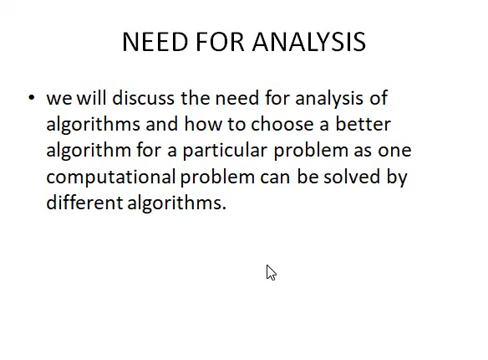 NEED FOR ANALYSIS
• we will discuss the need for analysis of
algorithms and how to choose a better
algorithm for a particular problem as one
computational problem can be solved by
different algorithms.